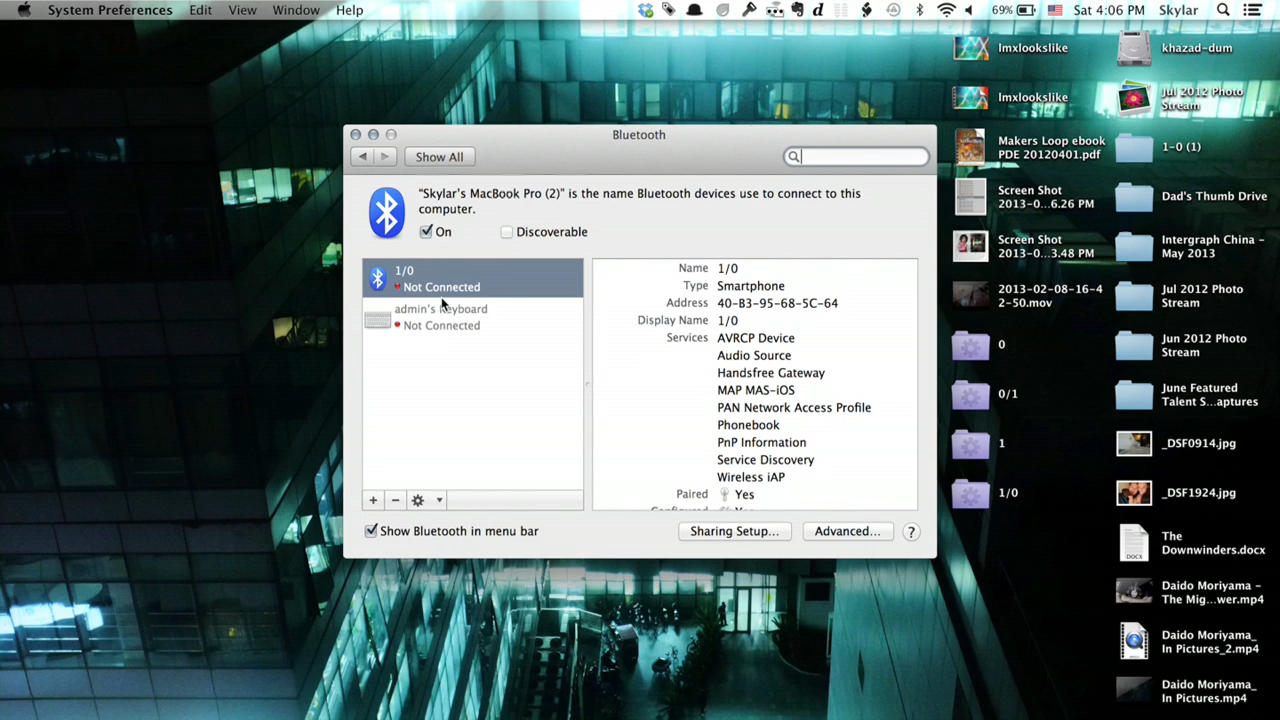 System Preferences Edit View Window Help
69% Sat 4:06 PM Skylar
Bluetooth
Show All
“Skylar’s MacBook Pro (2)” is the name Bluetooth devices use to connect to this
computer.
On Discoverable
1/0
Not Connected
admin’s keyboard
Not Connected
Name 1/0
Type Smartphone
Address 40-B3-95-68-5C-64
Display Name 1/0
Services AVRCP Device
Audio Source
Handsfree Gateway
MAP MAS-iOS
PAN Network Access Profile
Phonebook
PnP Information
Service Discovery
Wireless iAP
Paired Yes
+ −
Show Bluetooth in menu bar
Sharing Setup... Advanced... ?
lmxlookslike
lmxlookslike
Makers Loop ebook
PDE 20120401.pdf
Screen Shot
2013-0...6.26 PM
Screen Shot
2013-0...3.48 PM
2013-02-08-16-4
2-50.mov
0
0/1
1
1/0
khazad-dum
Jul 2012 Photo
Stream
1-0 (1)
Dad's Thumb Drive
Intergraph China –
May 2013
Jul 2012 Photo
Stream
Jun 2012 Photo
Stream
June Featured
Talent S...aptures
_DSF0914.jpg
_DSF1924.jpg
DOCX
The
Downwinders.docx
Daido Moriyama –
The Mig...wer.mp4
Daido Moriyama_
In Pictures_2.mp4
Daido Moriyama_
In Pictures.mp4